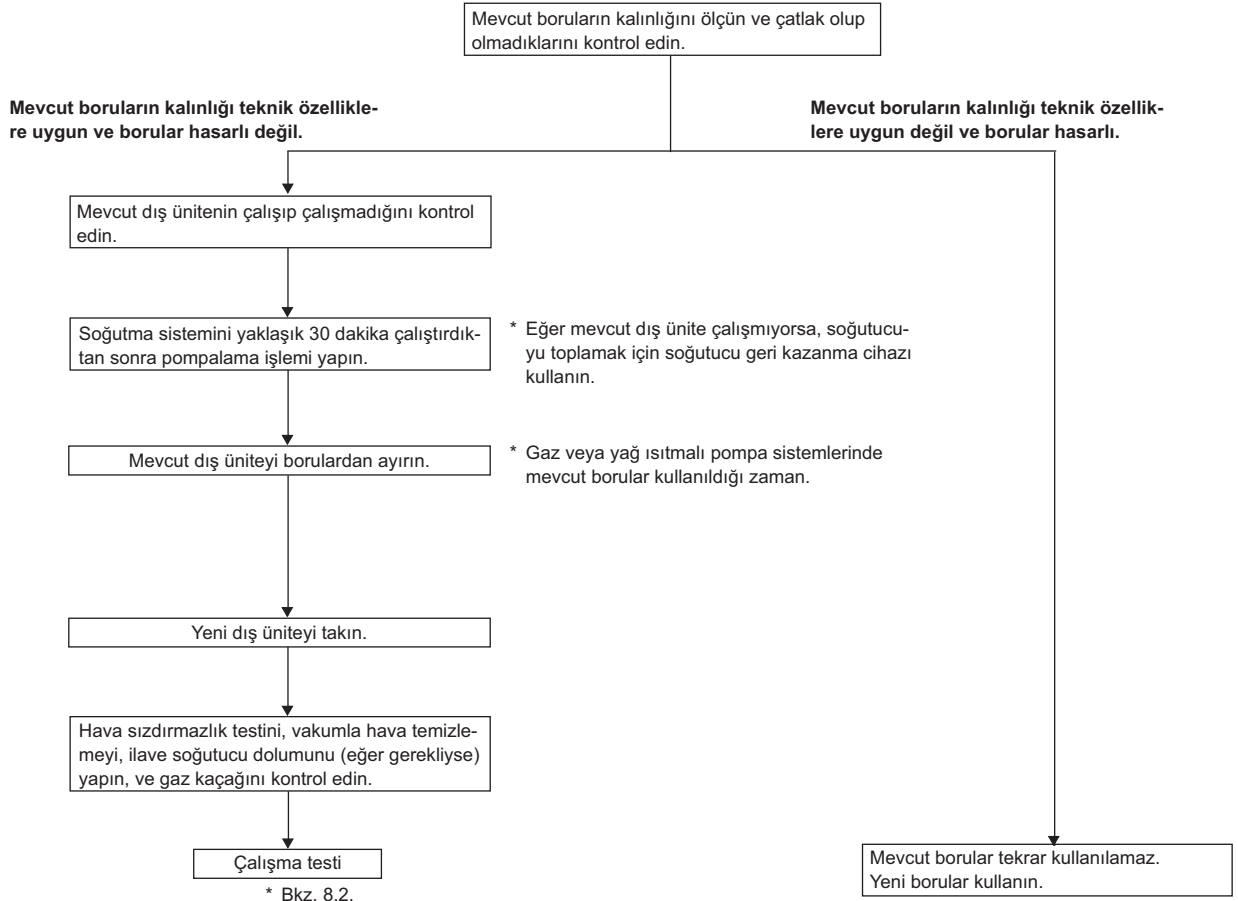 Mevcut boruların kalınlığını ölçün ve çatlak olup
olmadıklarını kontrol edin.
Mevcut boruların kalınlığı teknik özellikle-
re uygun ve borular hasarlı değil.
Mevcut boruların kalınlığı teknik özellik-
lere uygun değil ve borular hasarlı.
Mevcut dış ünitenin çalışıp çalışmadığını kontrol
edin.
Soğutma sistemini yaklaşık 30 dakika çalıştırdık-
tan sonra pompalama işlemi yapın.
* Eğer mevcut dış ünite çalışmıyorsa, soğutucu-
yu toplamak için soğutucu geri kazanma cihazı
kullanın.
Mevcut dış üniteyi borulardan ayırın.
* Gaz veya yağ ısıtmalı pompa sistemlerinde
mevcut borular kullanıldığı zaman.
Yeni dış üniteyi takın.
Hava sızdırmazlık testini, vakumla hava temizle-
meyi, ilave soğutucu dolumunu (eğer gerekliyse)
yapın, ve gaz kaçağını kontrol edin.
Çalışma testi
* Bkz. 8.2.
Mevcut borular tekrar kullanılamaz.
Yeni borular kullanın.